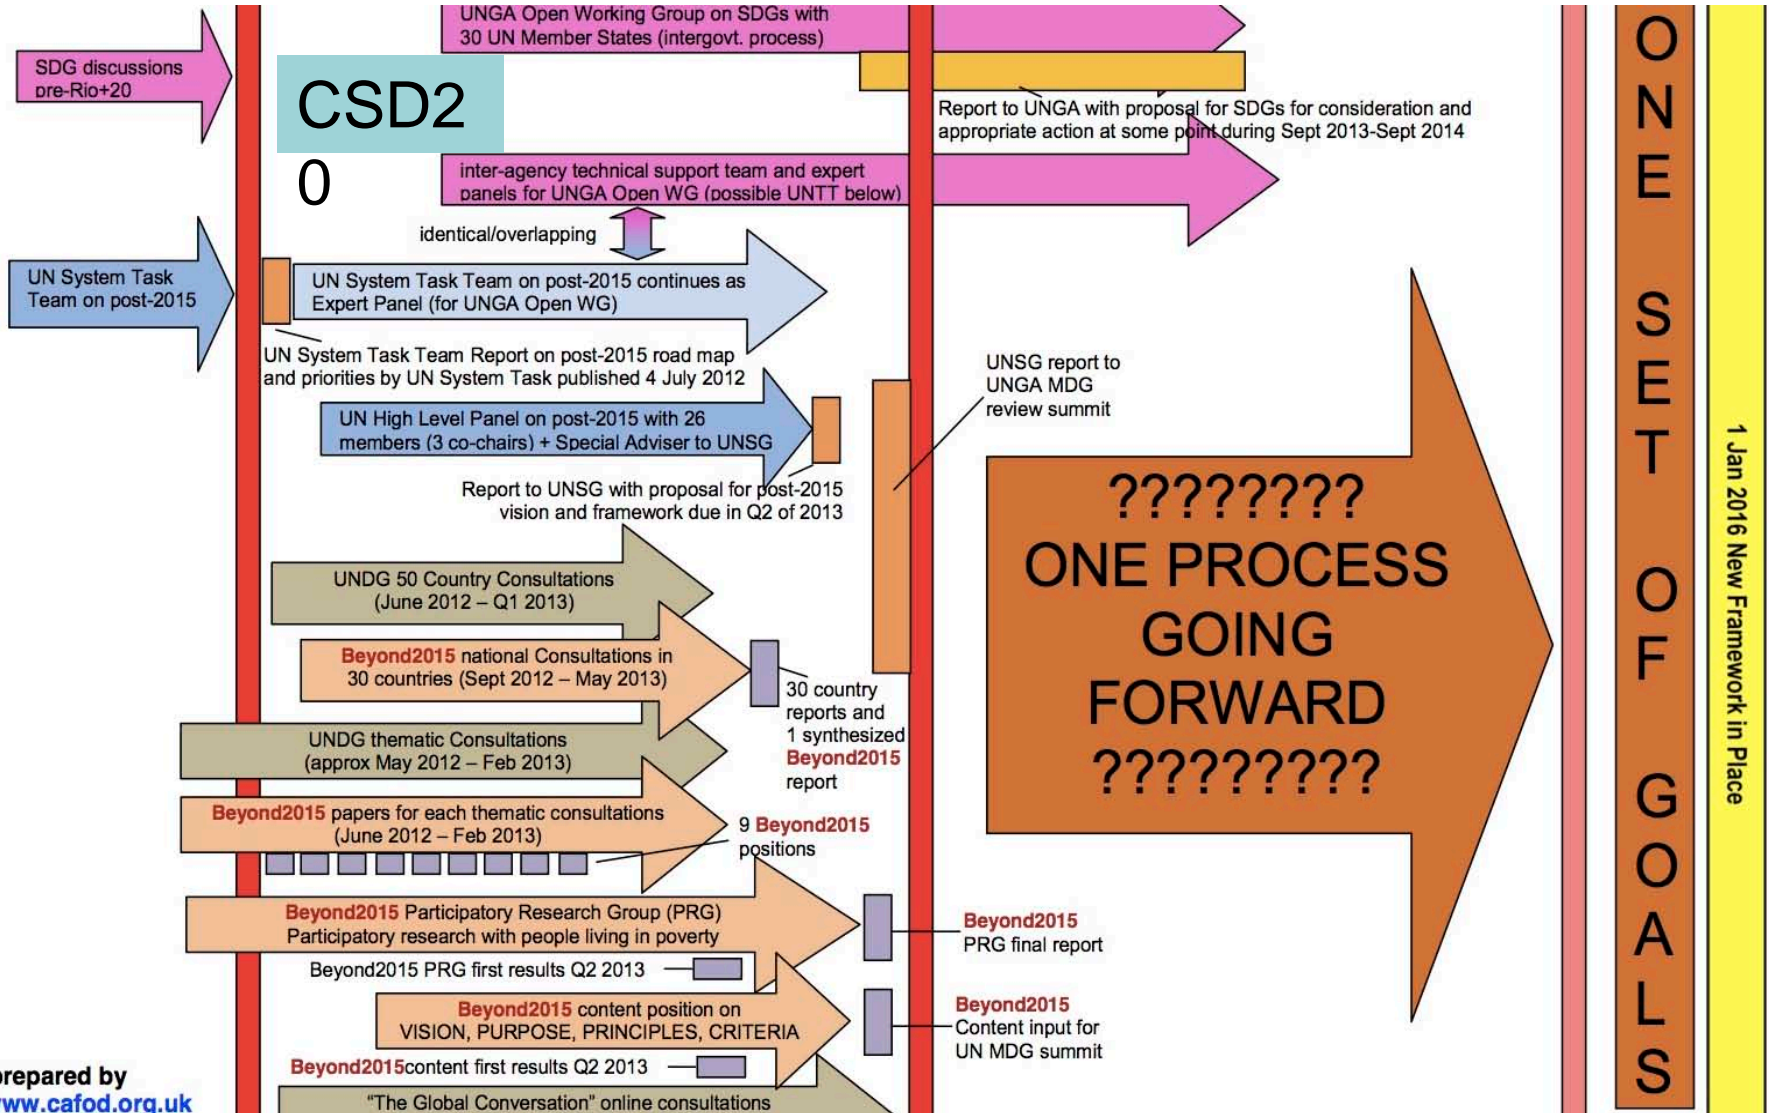 UNGA Open Working Group on SDGs with
30 UN Member States (intergovt. process)
SDG discussions
pre-Rio+20
CSD2
0
Report to UNGA with proposal for SDGs for consideration and
appropriate action at some point during Sept 2013-Sept 2014
inter-agency technical support team and expert
panels for UNGA Open WG (possible UNTT below)
identical/overlapping
UN System Task
Team on post-2015
UN System Task Team on post-2015 continues as
Expert Panel (for UNGA Open WG)
UN System Task Team Report on post-2015 road map
and priorities by UN System Task published 4 July 2012
UN High Level Panel on post-2015 with 26
members (3 co-chairs) + Special Adviser to UNSG
Report to UNSG with proposal for post-2015
vision and framework due in Q2 of 2013
UNSG report to
UNGA MDG
review summit
UNDG 50 Country Consultations
(June 2012 – Q1 2013)
Beyond2015 national Consultations in
30 countries (Sept 2012 – May 2013)
30 country
reports and
1 synthesized
Beyond2015
report
UNDG thematic Consultations
(approx May 2012 – Feb 2013)
Beyond2015 papers for each thematic consultations
(June 2012 – Feb 2013)
9 Beyond2015
positions
Beyond2015 Participatory Research Group (PRG)
Participatory research with people living in poverty
Beyond2015
PRG final report
Beyond2015 PRG first results Q2 2013
Beyond2015 content position on
VISION, PURPOSE, PRINCIPLES, CRITERIA
Beyond2015
Content input for
UN MDG summit
Beyond2015content first results Q2 2013
"The Global Conversation" online consultations
prepared by
www.cafod.org.uk
????????
ONE PROCESS
GOING
FORWARD
?????????
ONE SET OF GOALS
1 Jan 2016 New Framework in Place